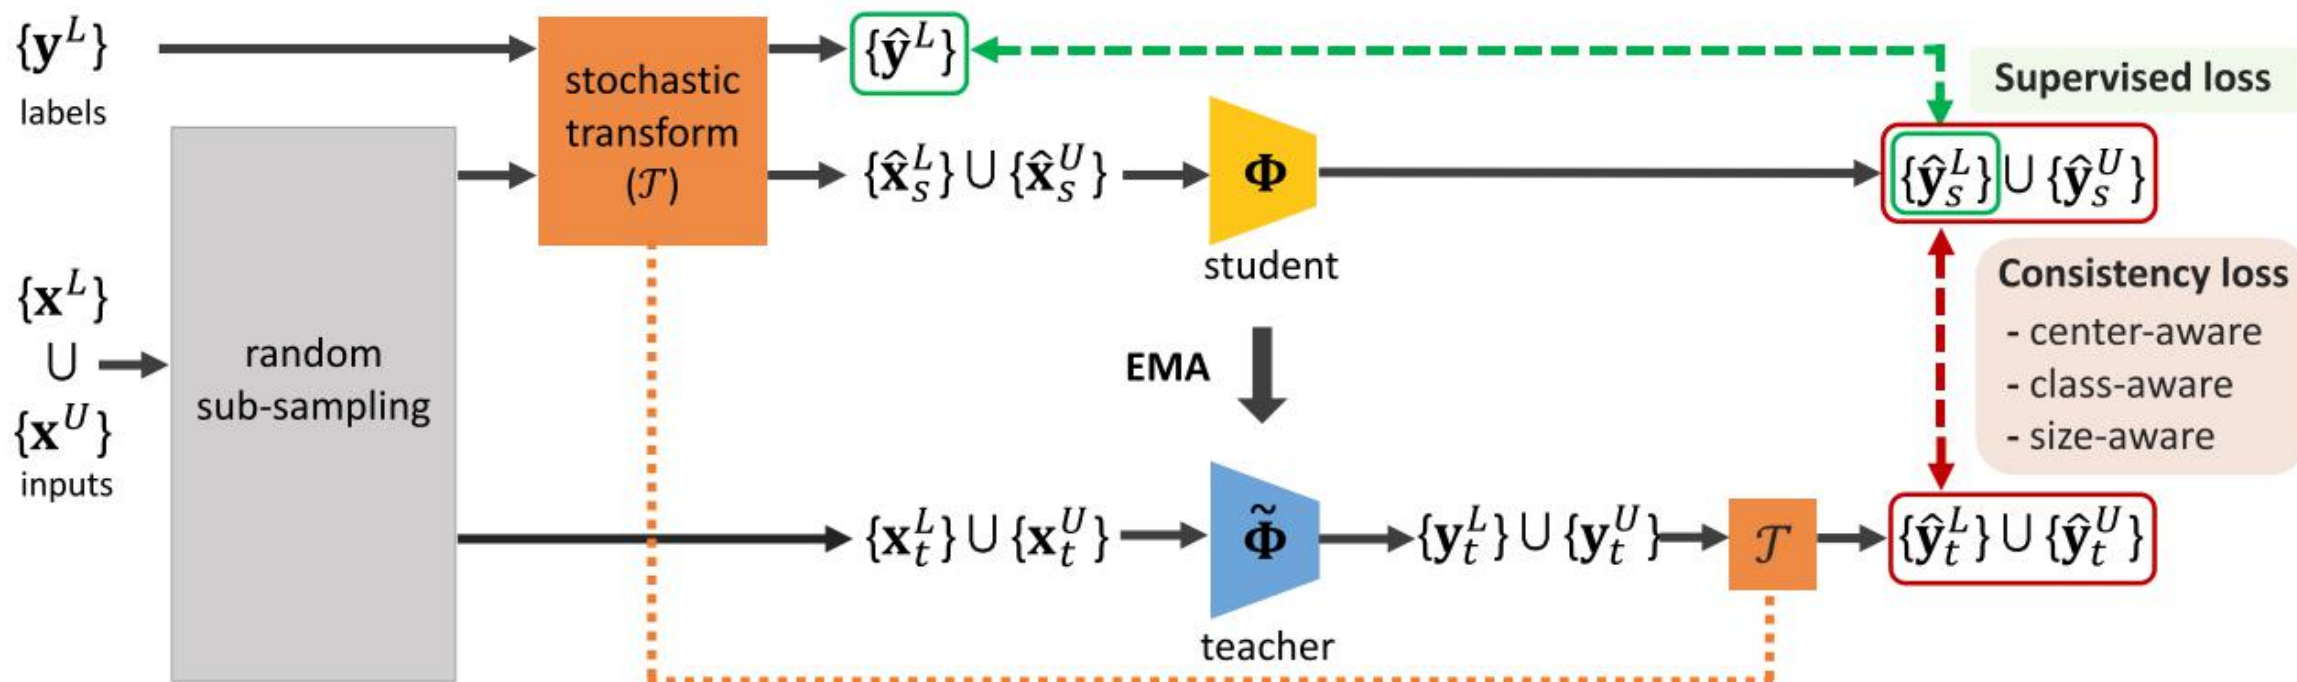 {𝐲^L}
labels
{𝐱^L}
∪
{𝐱^U}
inputs
random
sub-sampling
stochastic
transform
(𝒯)
{ŷ^L}
{x̂_s^L} ∪ {x̂_s^U}
Φ
student
EMA
{x_t^L} ∪ {x_t^U}
Φ̃
teacher
{y_t^L} ∪ {y_t^U}
𝒯
Supervised loss
{ŷ_s^L} ∪ {ŷ_s^U}
Consistency loss
- center-aware
- class-aware
- size-aware
{ŷ_t^L} ∪ {ŷ_t^U}